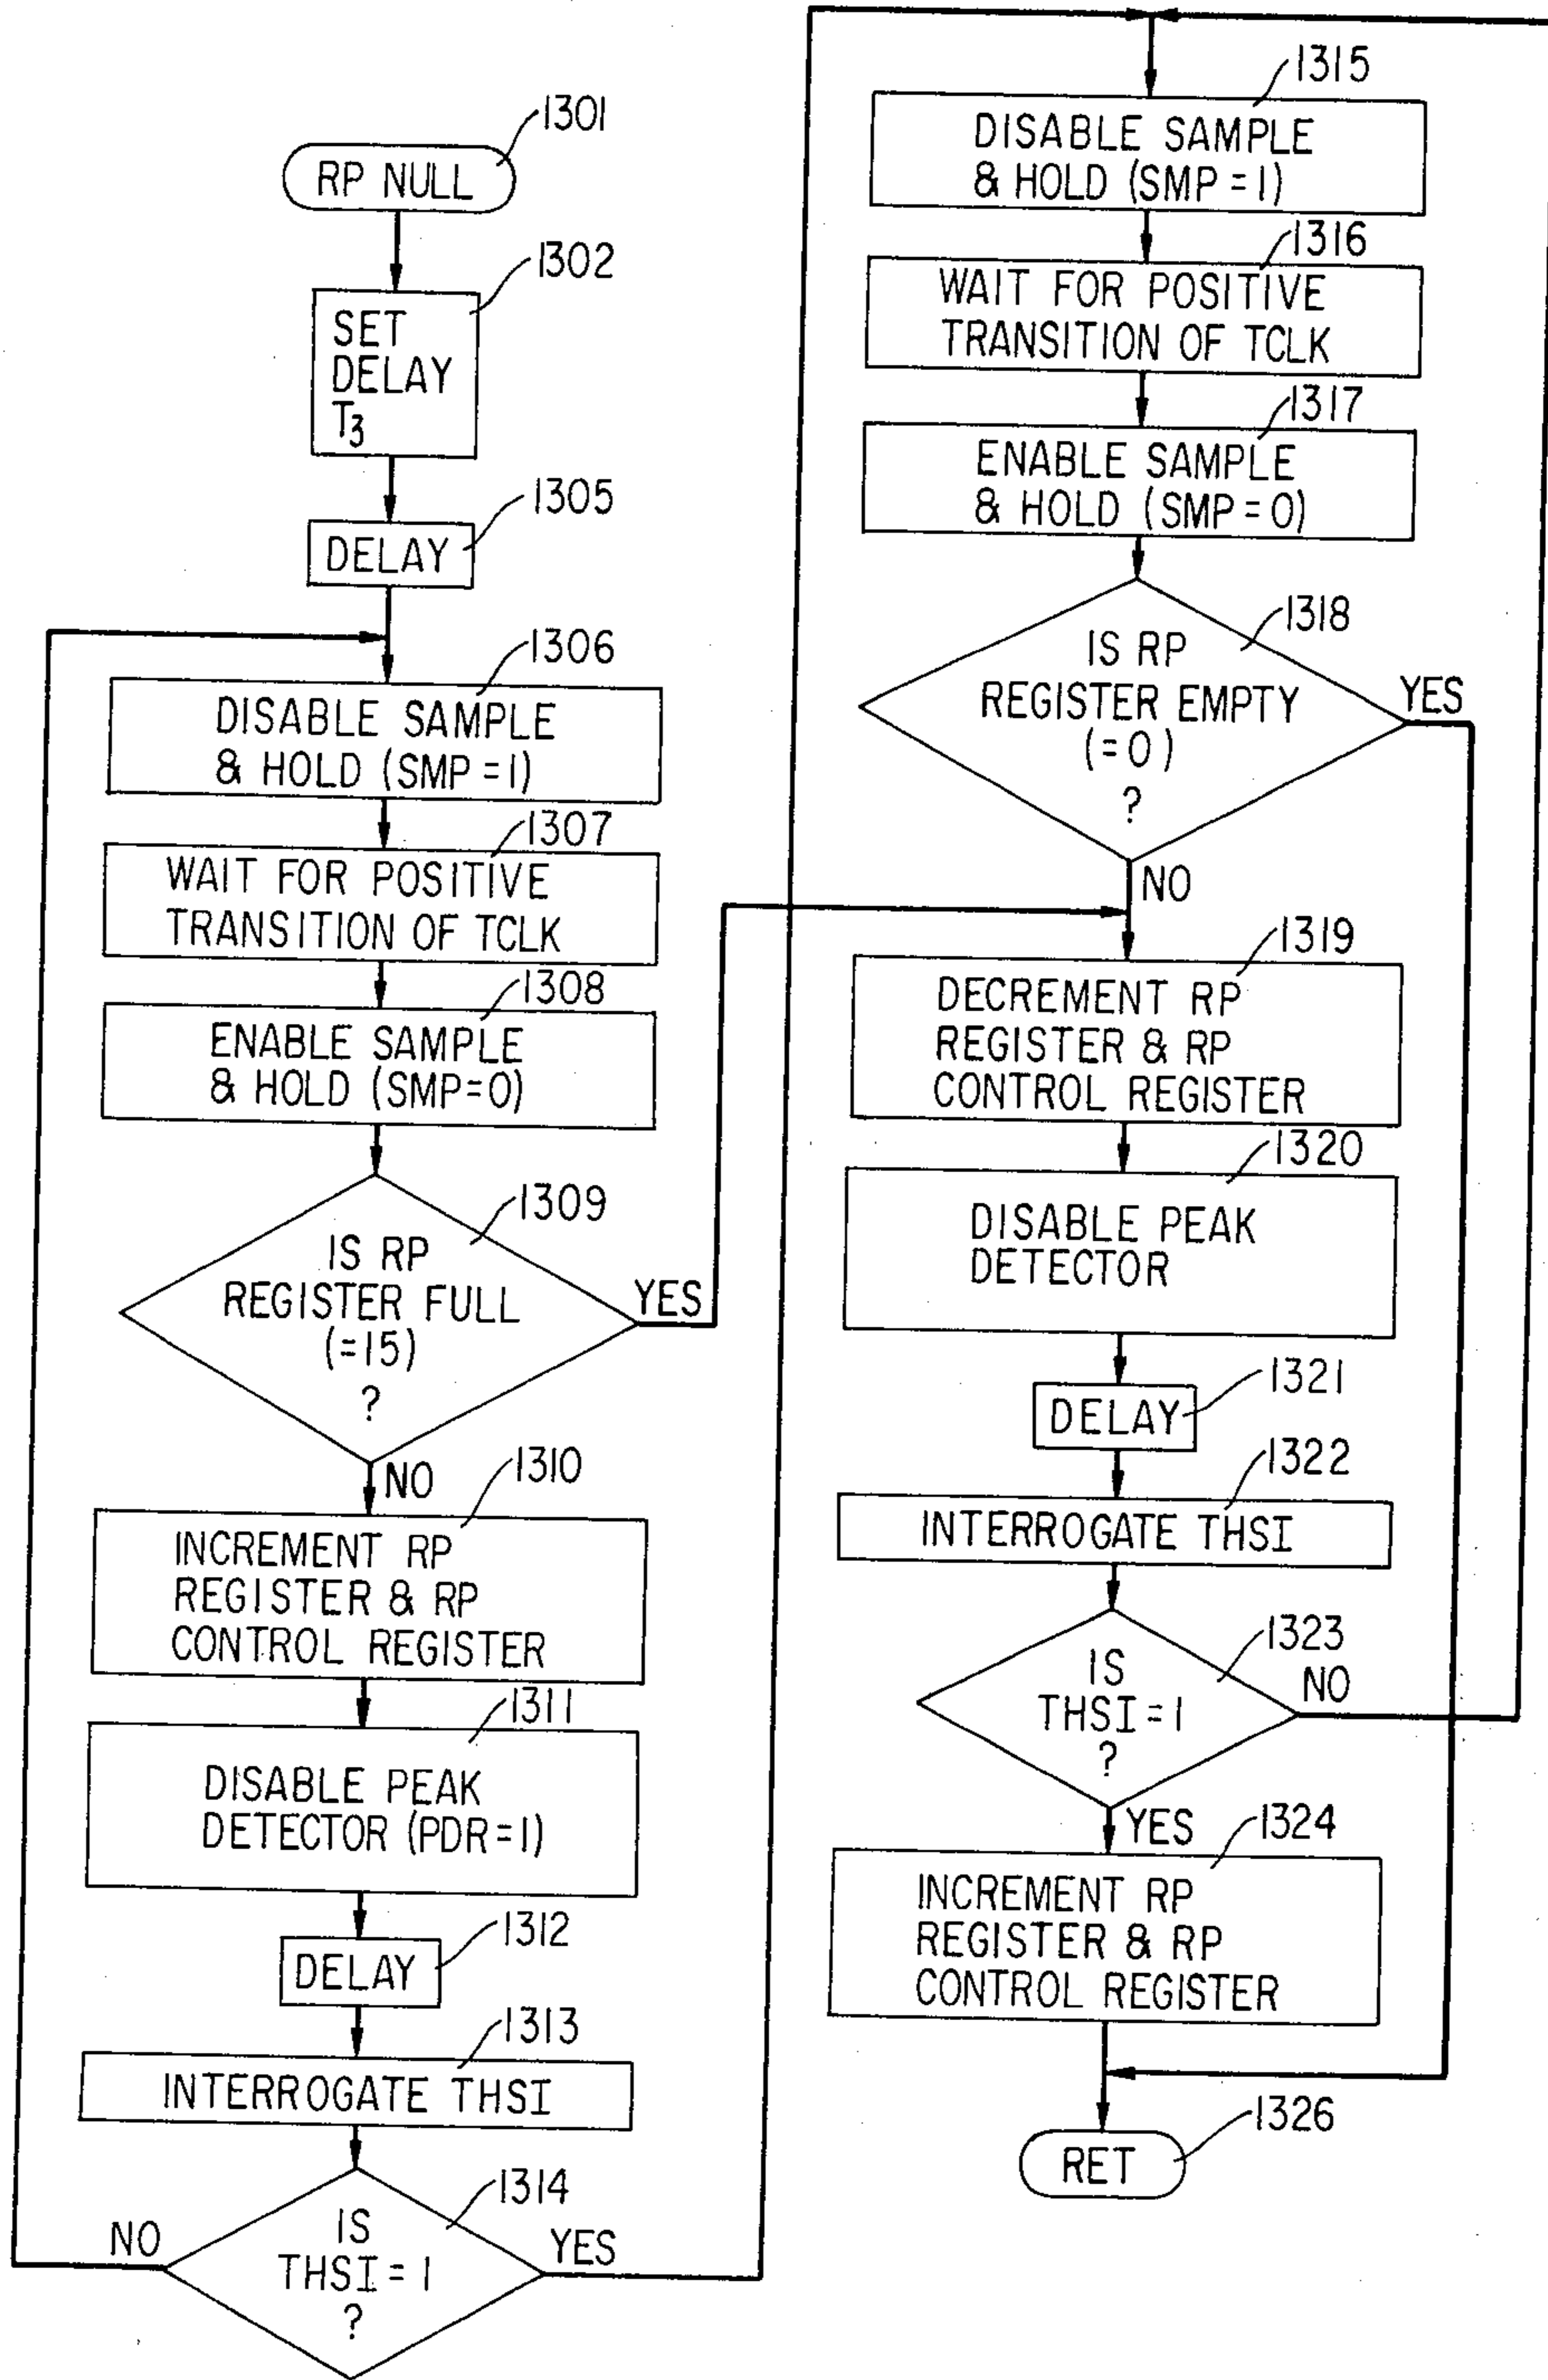 1301
RP NULL
1302
SET
DELAY
T3
1305
DELAY
1306
DISABLE SAMPLE
& HOLD (SMP = 1)
1307
WAIT FOR POSITIVE
TRANSITION OF TCLK
1308
ENABLE SAMPLE
& HOLD (SMP=0)
1309
IS RP
REGISTER FULL
(=15)
?
YES
NO
1310
INCREMENT RP
REGISTER & RP
CONTROL REGISTER
1311
DISABLE PEAK
DETECTOR (PDR=1)
1312
DELAY
1313
INTERROGATE THSI
1314
NO
IS
THSI = 1
?
YES
1315
DISABLE SAMPLE
& HOLD (SMP = 1)
1316
WAIT FOR POSITIVE
TRANSITION OF TCLK
1317
ENABLE SAMPLE
& HOLD (SMP=0)
1318
IS RP
REGISTER EMPTY
(=0)
?
YES
NO
1319
DECREMENT RP
REGISTER & RP
CONTROL REGISTER
1320
DISABLE PEAK
DETECTOR
1321
DELAY
1322
INTERROGATE THSI
1323
IS
THSI = 1
?
NO
YES
1324
INCREMENT RP
REGISTER & RP
CONTROL REGISTER
1326
RET